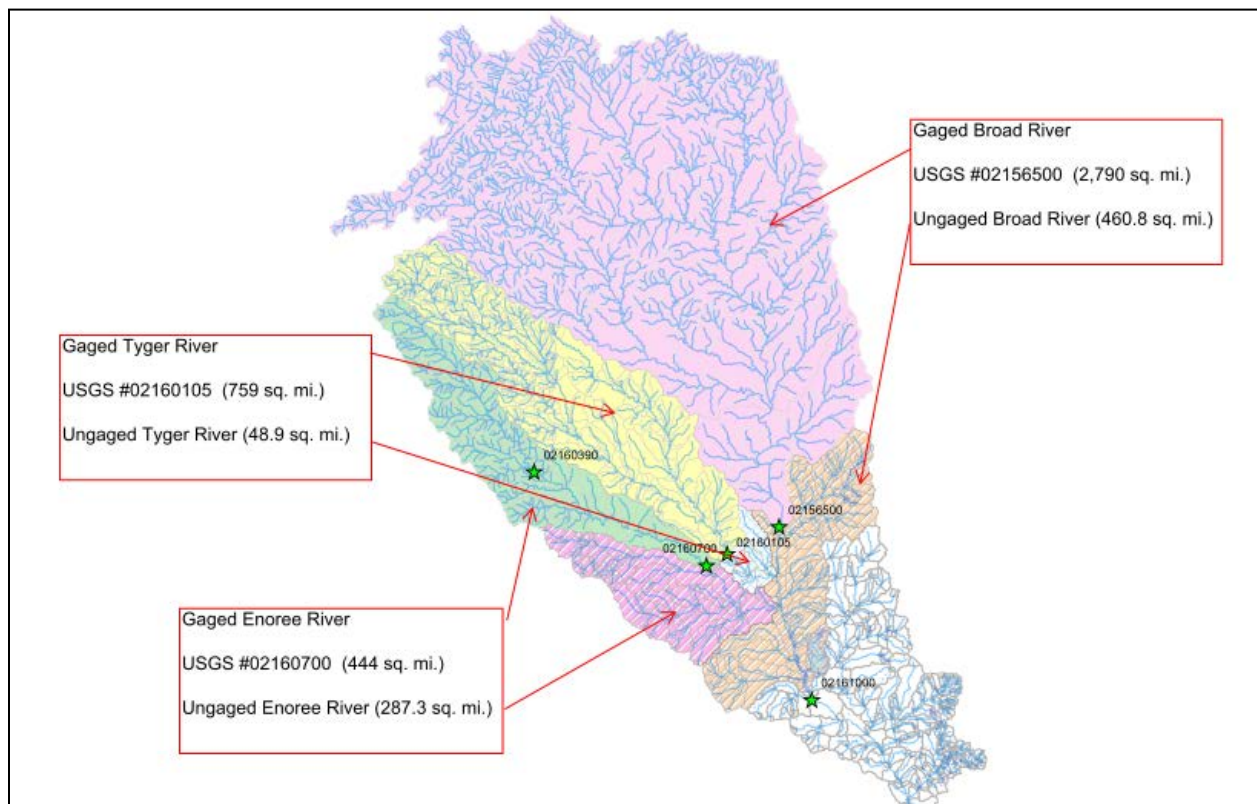 Gaged Broad River
USGS #02156500 (2,790 sq. mi.)
Ungaged Broad River (460.8 sq. mi.)
Gaged Tyger River
USGS #02160105 (759 sq. mi.)
Ungaged Tyger River (48.9 sq. mi.)
02160390
02156500
02160105
02160700
Gaged Enoree River
USGS #02160700 (444 sq. mi.)
Ungaged Enoree River (287.3 sq. mi.)
02161000